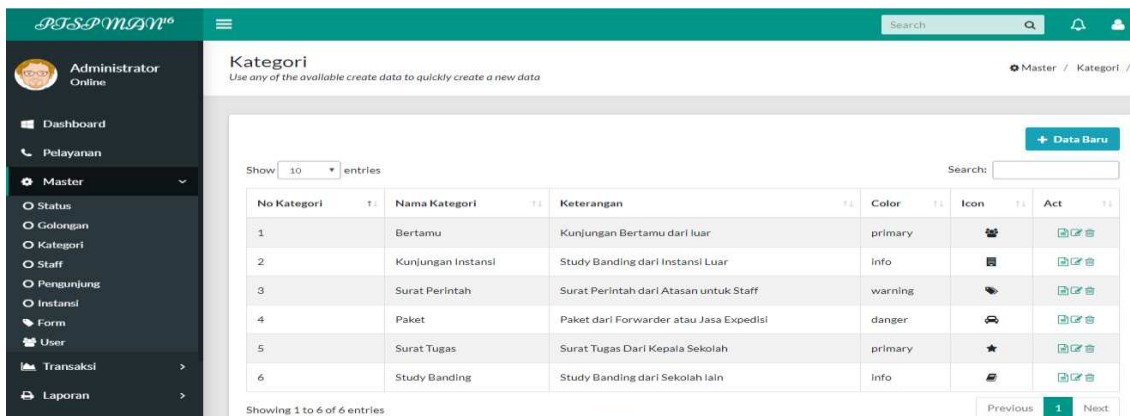 PTSPMAN16
Search
Administrator
Online
Kategori
Use any of the available create data to quickly create a new data
Master / Kategori /
Dashboard
Pelayanan
Master
Status
Golongan
Kategori
Staff
Pengunjung
Instansi
Form
User
Transaksi
Laporan
+ Data Baru
Show 10 entries
Search:
No Kategori Nama Kategori Keterangan Color Icon Act
1 Bertamu Kunjungan Bertamu dari luar primary
2 Kunjungan Instansi Study Banding dari Instansi Luar info
3 Surat Perintah Surat Perintah dari Atasan untuk Staff warning
4 Paket Paket dari Forwarder atau Jasa Expedisi danger
5 Surat Tugas Surat Tugas Dari Kepala Sekolah primary
6 Study Banding Study Banding dari Sekolah lain info
Showing 1 to 6 of 6 entries
Previous 1 Next